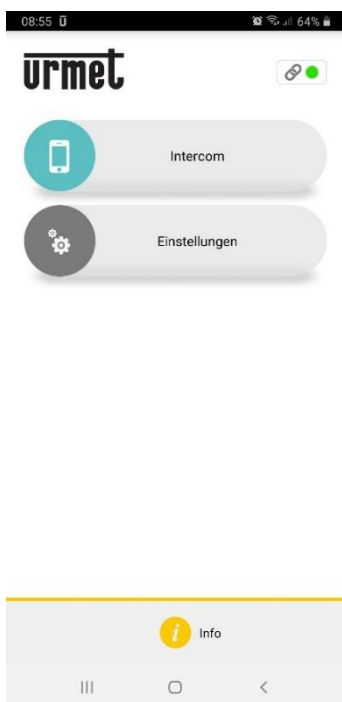 08:55 64%
urmet
Intercom
Einstellungen
i Info